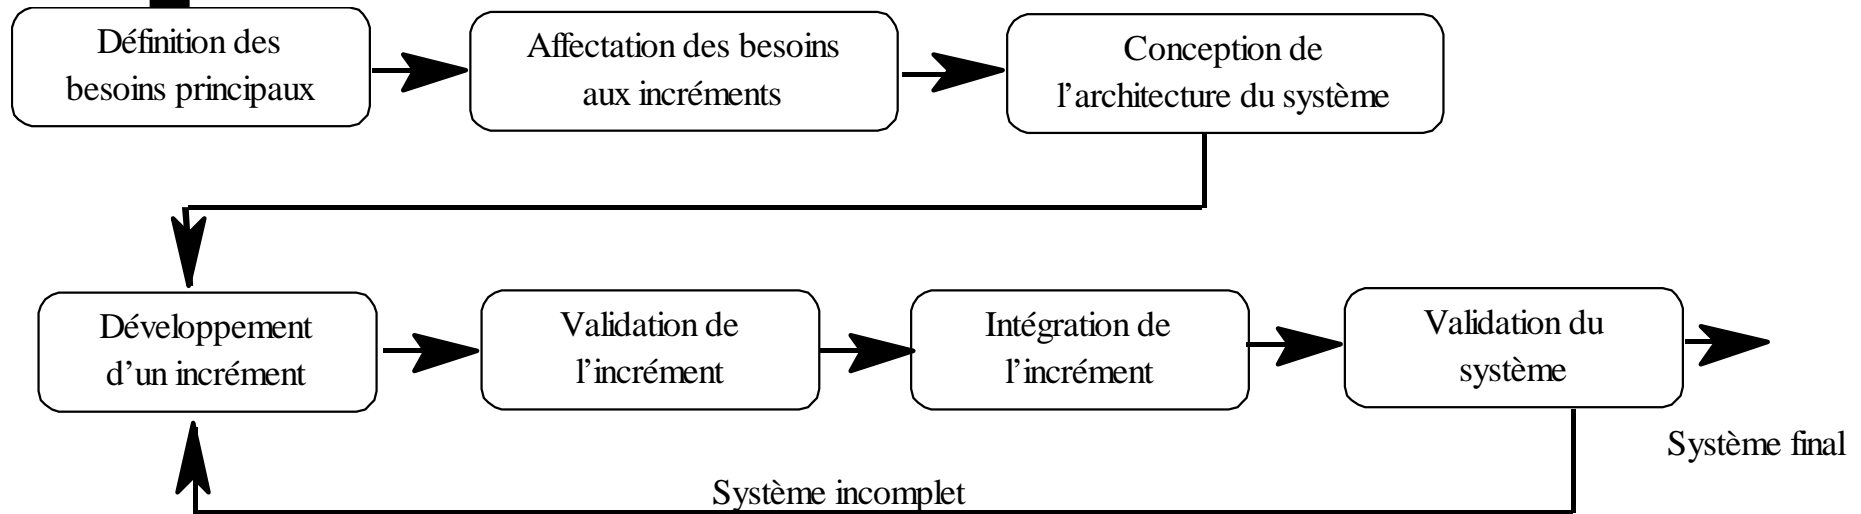 Définition des
besoins principaux
Affectation des besoins
aux incréments
Conception de
l’architecture du système
Développement
d’un incrément
Validation de
l’incrément
Intégration de
l’incrément
Validation du
système
Système final
Système incomplet